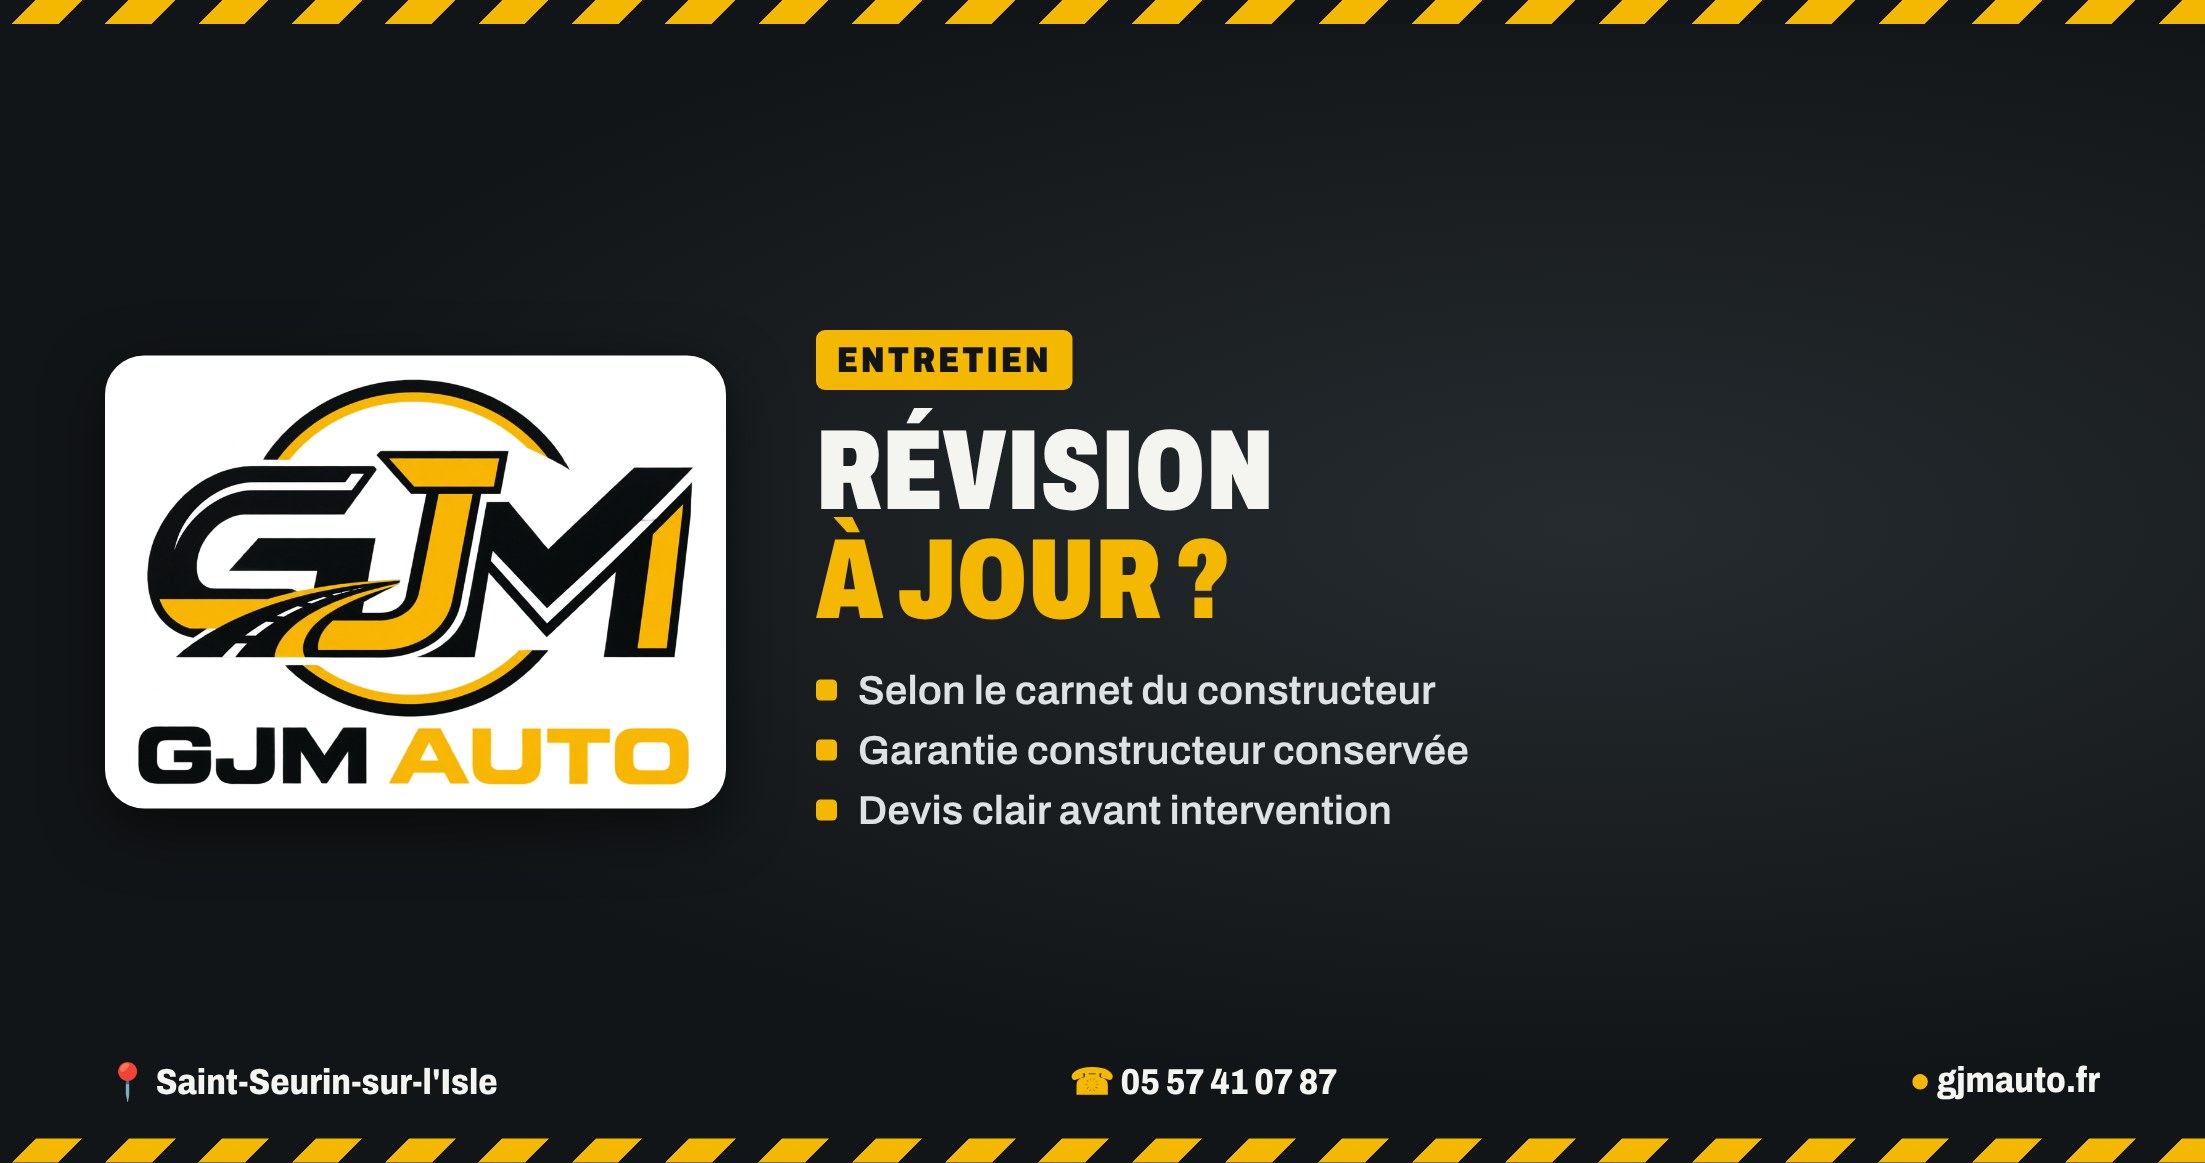 GJM
GJM AUTO
ENTRETIEN
RÉVISION
À JOUR ?
Selon le carnet du constructeur
Garantie constructeur conservée
Devis clair avant intervention
Saint-Seurin-sur-l'Isle
05 57 41 07 87
gjmauto.fr